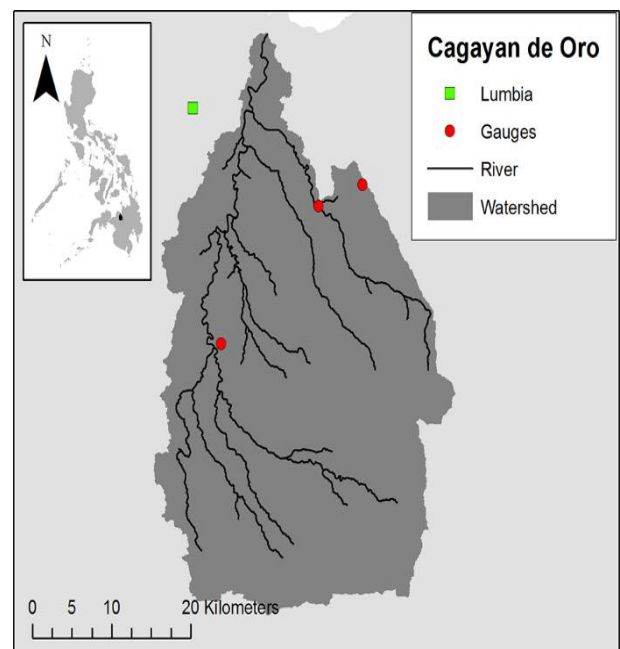 N
Cagayan de Oro
Lumbia
Gauges
River
Watershed
0 5 10 20 Kilometers